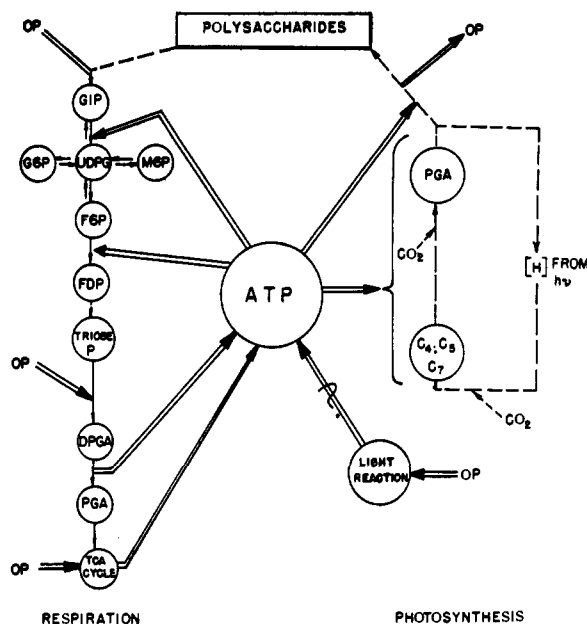 OP
POLYSACCHARIDES
OP
G1P
G6P
UDPG
M6P
F6P
FDP
TRIOSE
P
OP
DPGA
PGA
OP
TCA
CYCLE
ATP
PGA
CO2
[H] FROM
hν
C4; C5
C7
CO2
?
LIGHT
REACTION
OP
RESPIRATION
PHOTOSYNTHESIS